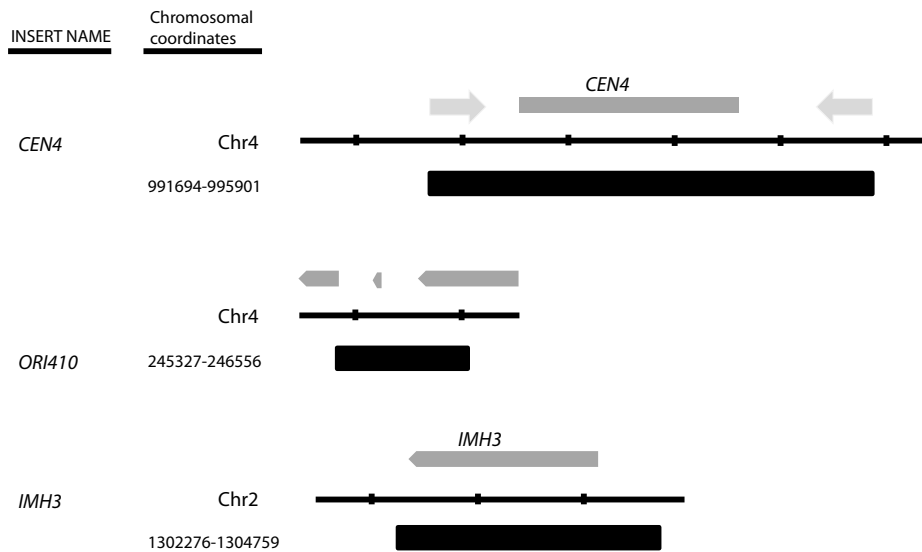 INSERT NAME
Chromosomal
coordinates
CEN4
CEN4
Chr4
991694-995901
Chr4
ORI410
245327-246556
IMH3
IMH3
Chr2
1302276-1304759